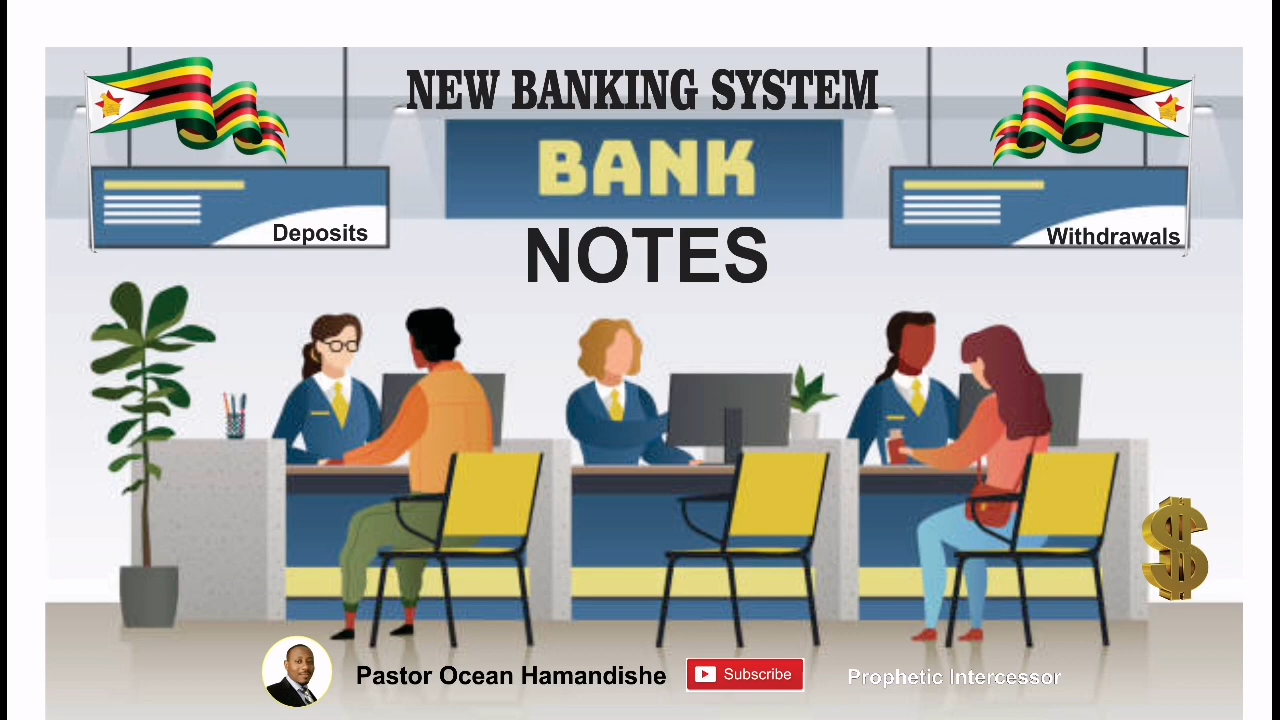 NEW BANKING SYSTEM
BANK
NOTES
Deposits
Withdrawals
$
Pastor Ocean Hamandishe
Subscribe
Prophetic Intercessor